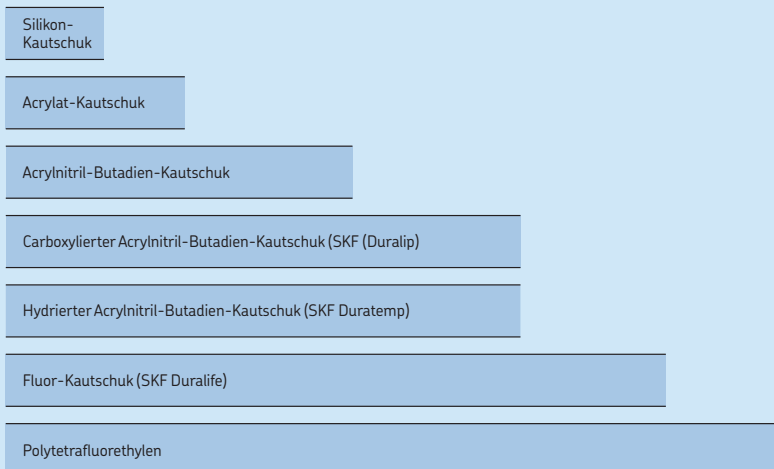 Silikon-
Kautschuk
Acrylat-Kautschuk
Acrylnitril-Butadien-Kautschuk
Carboxylierter Acrylnitril-Butadien-Kautschuk (SKF (Duralip)
Hydrierter Acrylnitril-Butadien-Kautschuk (SKF Duratemp)
Fluor-Kautschuk (SKF Duralife)
Polytetrafluorethylen